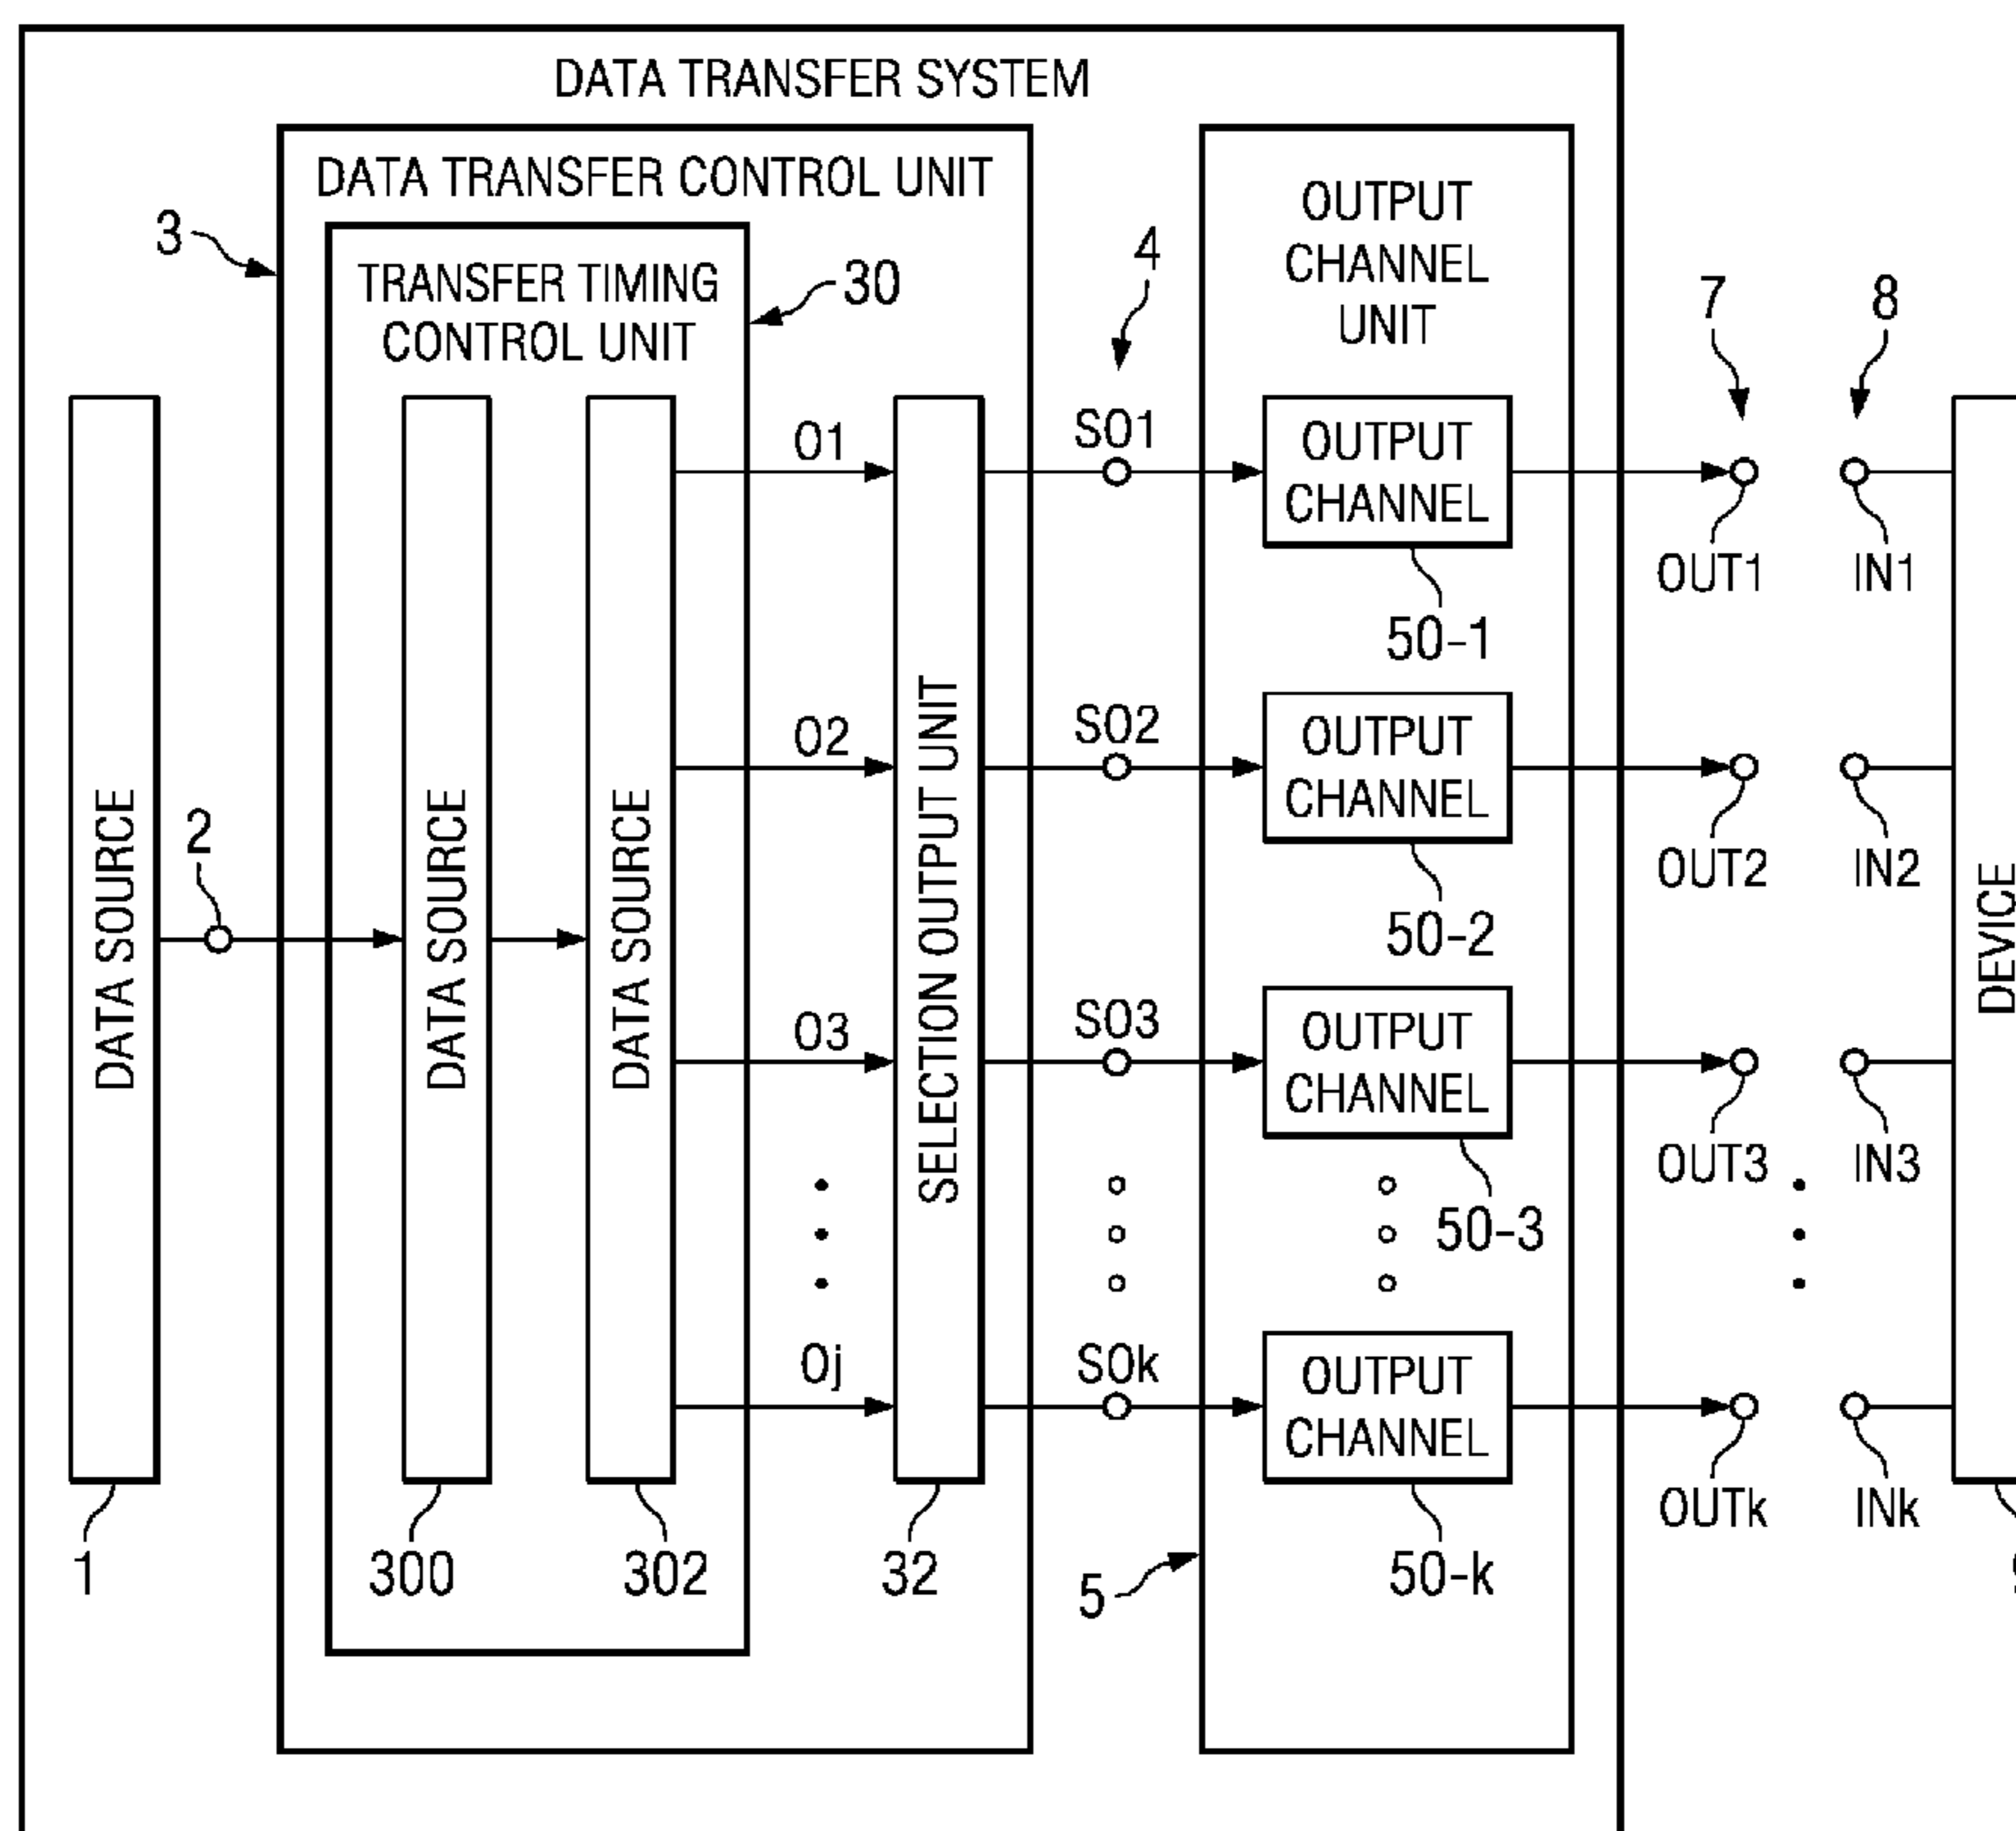 DATA TRANSFER SYSTEM
DATA TRANSFER CONTROL UNIT
3
TRANSFER TIMING
CONTROL UNIT
30
4
OUTPUT
CHANNEL
UNIT
7
8
DATA SOURCE
2
DATA SOURCE
DATA SOURCE
SELECTION OUTPUT UNIT
DEVICE
O1
SO1
OUTPUT
CHANNEL
50-1
OUT1
IN1
O2
SO2
OUTPUT
CHANNEL
50-2
OUT2
IN2
O3
SO3
OUTPUT
CHANNEL
50-3
OUT3
IN3
Oj
SOk
OUTPUT
CHANNEL
50-k
OUTk
INk
1
300
302
32
5